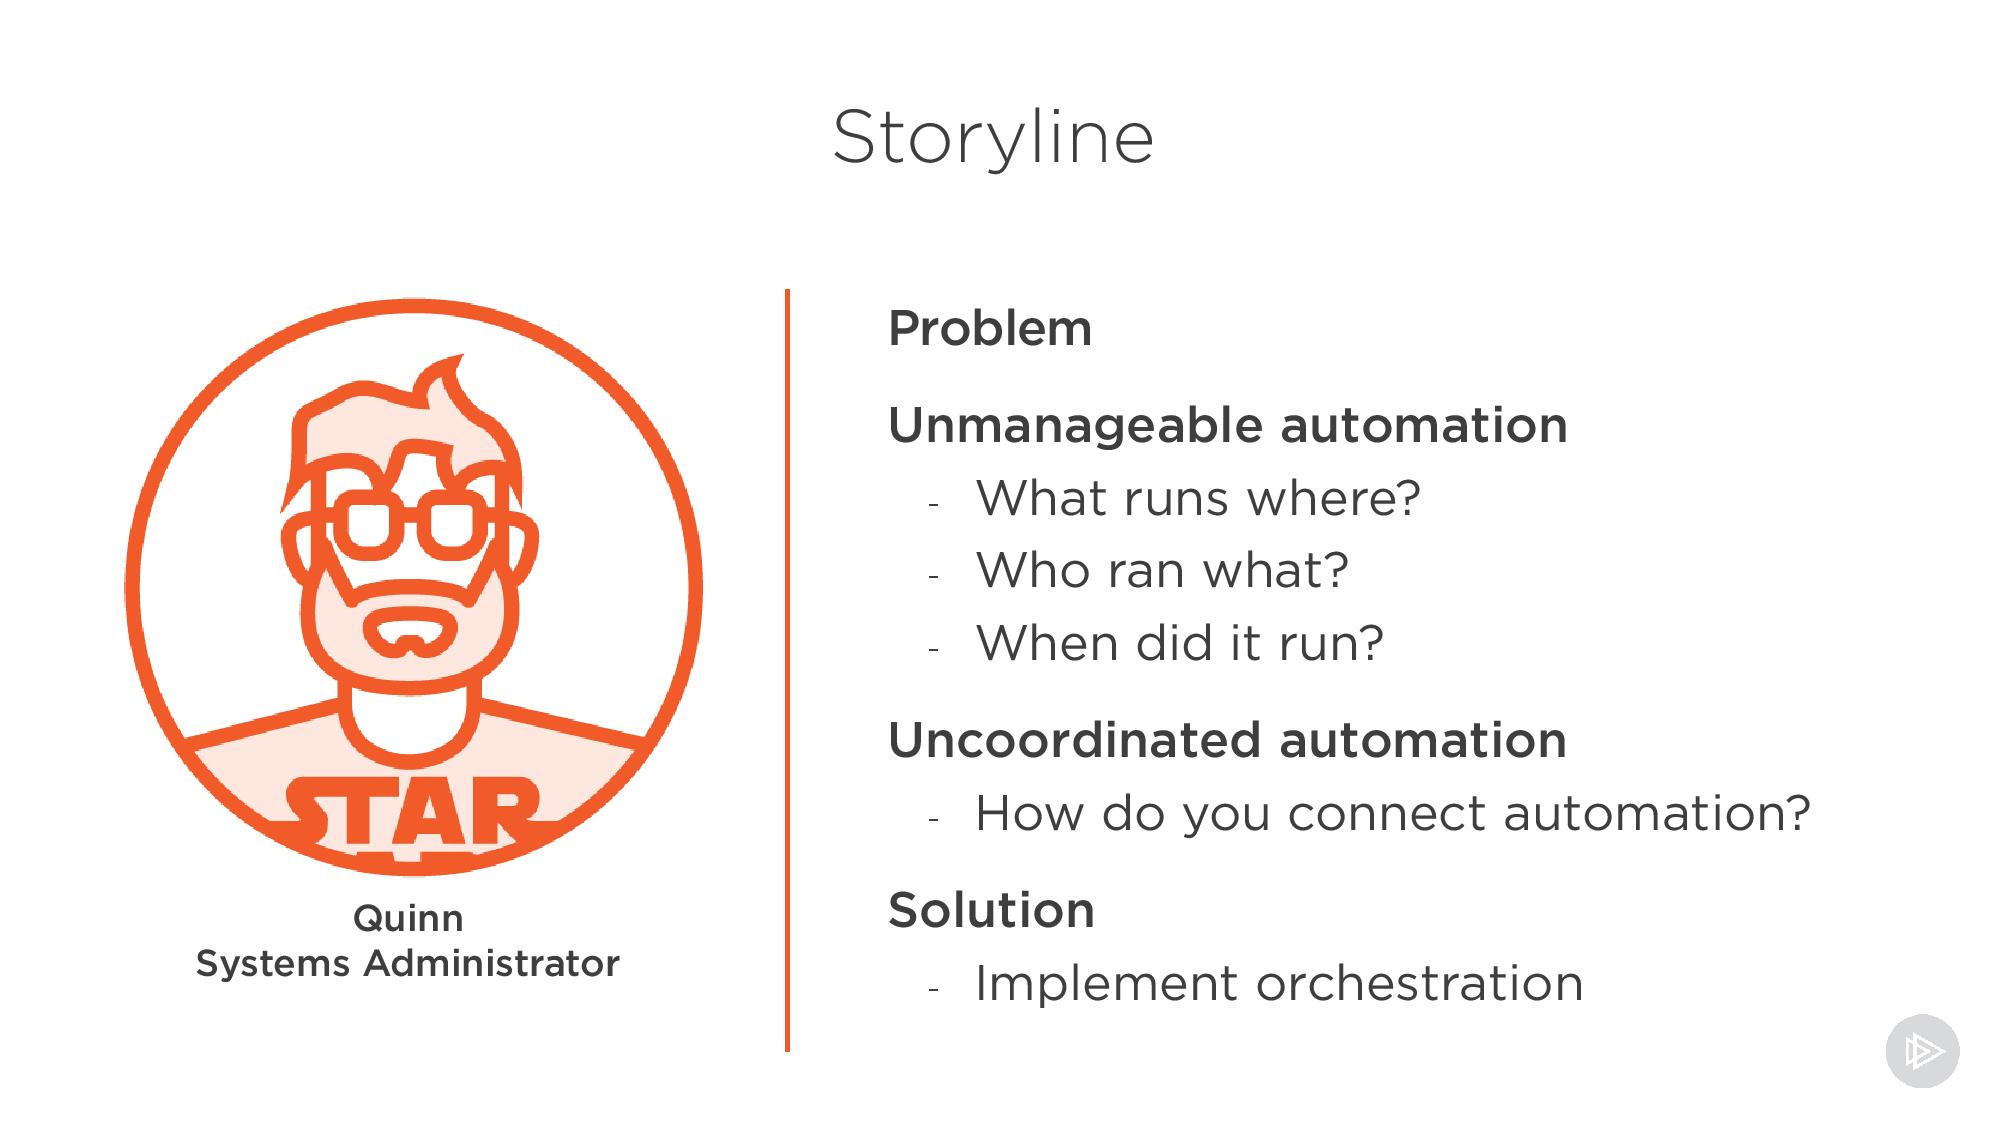 Storyline
STAR
Quinn
Systems Administrator
Problem
Unmanageable automation
- What runs where?
- Who ran what?
- When did it run?
Uncoordinated automation
- How do you connect automation?
Solution
- Implement orchestration